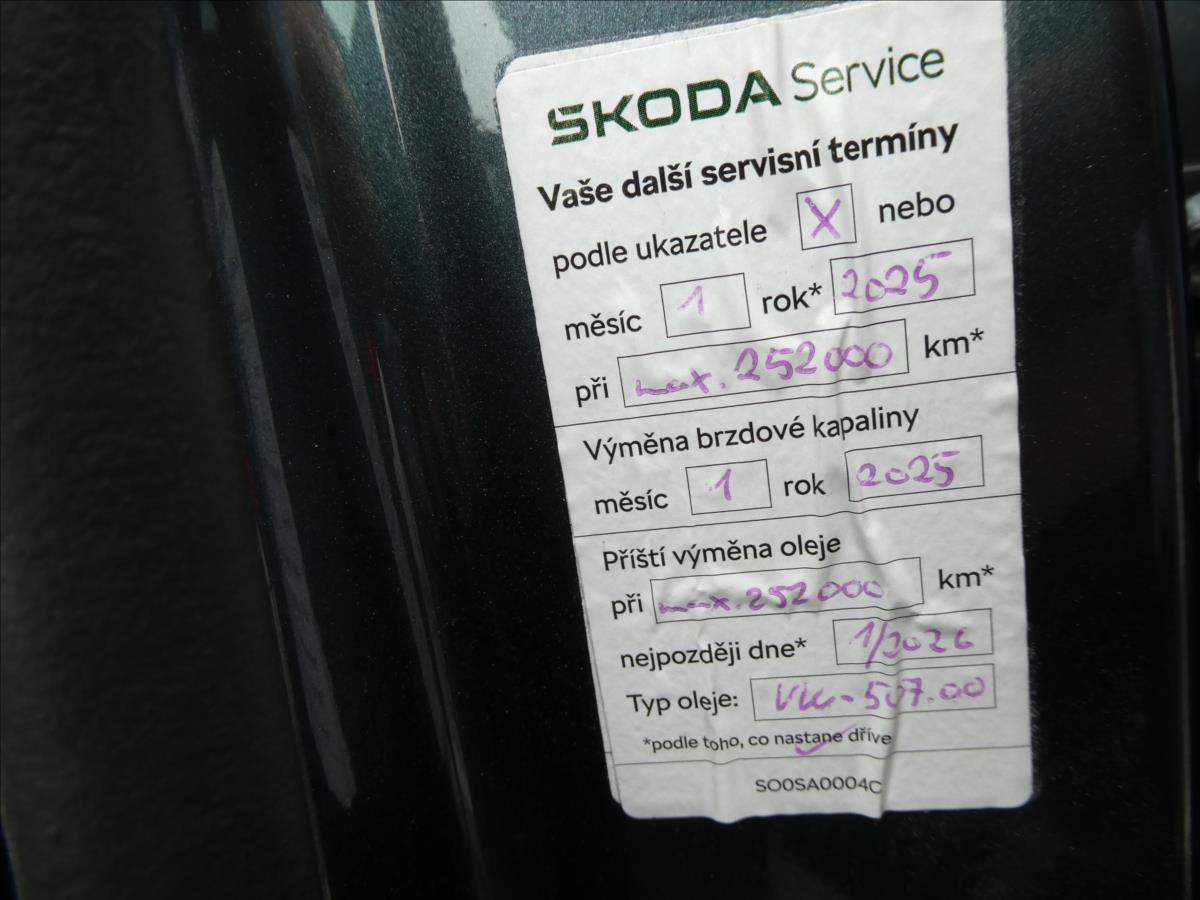 ŠKODA Service
Vaše další servisní termíny
podle ukazatele X nebo
měsíc 1 rok* 2025
při max. 252000 km*
Výměna brzdové kapaliny
měsíc 1 rok 2025
Příští výměna oleje
při max. 252000 km*
nejpozději dne* 1/2026
Typ oleje: VW-507.00
*podle toho, co nastane dříve
SO0SA0004C